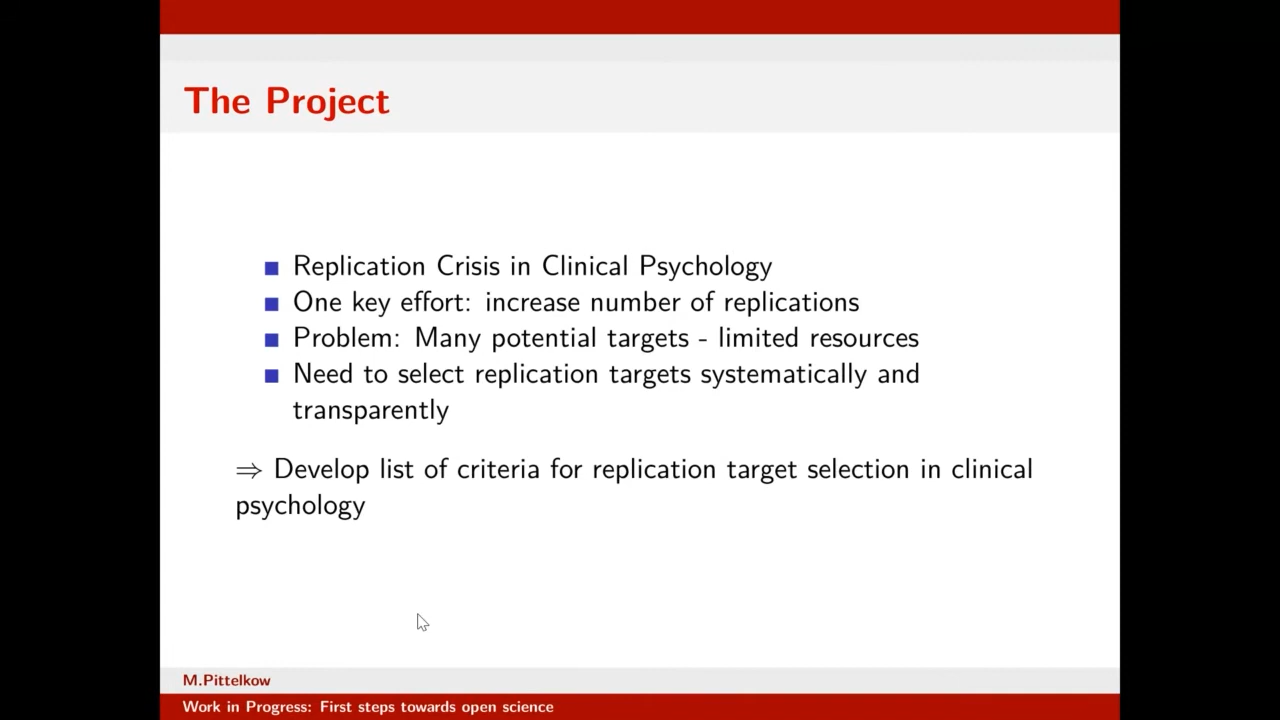 The Project
Replication Crisis in Clinical Psychology
One key effort: increase number of replications
Problem: Many potential targets - limited resources
Need to select replication targets systematically and
transparently
⇒ Develop list of criteria for replication target selection in clinical
psychology
M.Pittelkow
Work in Progress: First steps towards open science